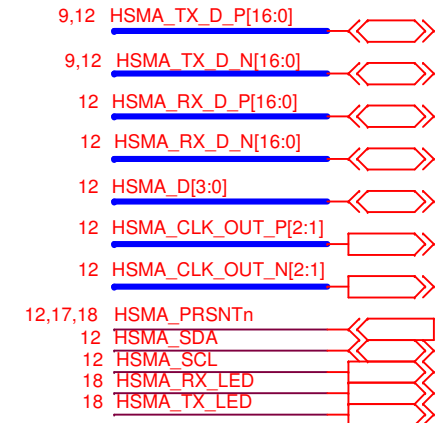 9,12 HSMA_TX_D_P[16:0]
9,12 HSMA_TX_D_N[16:0]
12 HSMA_RX_D_P[16:0]
12 HSMA_RX_D_N[16:0]
12 HSMA_D[3:0]
12 HSMA_CLK_OUT_P[2:1]
12 HSMA_CLK_OUT_N[2:1]
12,17,18 HSMA_PRSNTn
12 HSMA_SDA
12 HSMA_SCL
18 HSMA_RX_LED
18 HSMA_TX_LED